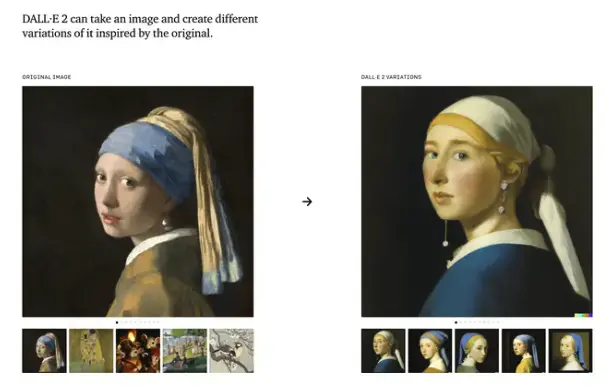 DALL·E 2 can take an image and create different
variations of it inspired by the original.
ORIGINAL IMAGE
DALL·E 2 VARIATIONS